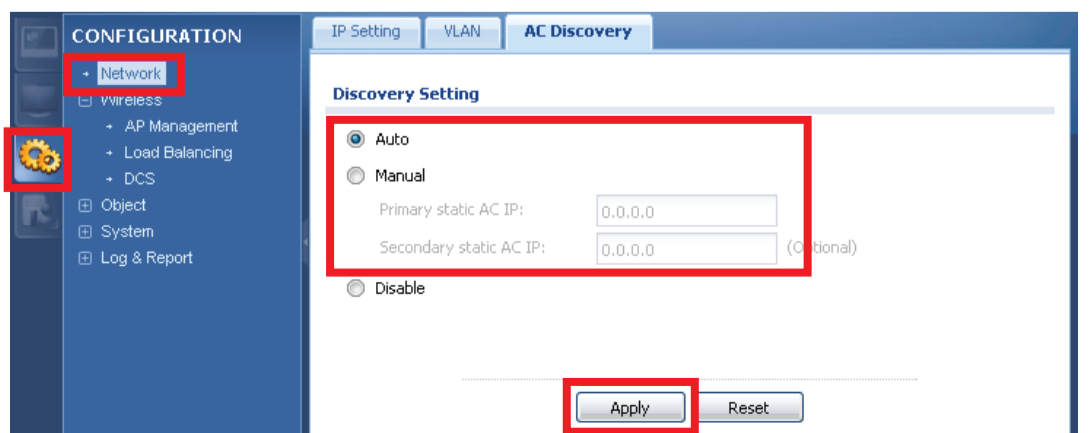 CONFIGURATION
Network
Wireless
AP Management
Load Balancing
DCS
Object
System
Log & Report
IP Setting
VLAN
AC Discovery
Discovery Setting
Auto
Manual
Primary static AC IP: 0.0.0.0
Secondary static AC IP: 0.0.0.0 (Optional)
Disable
Apply Reset